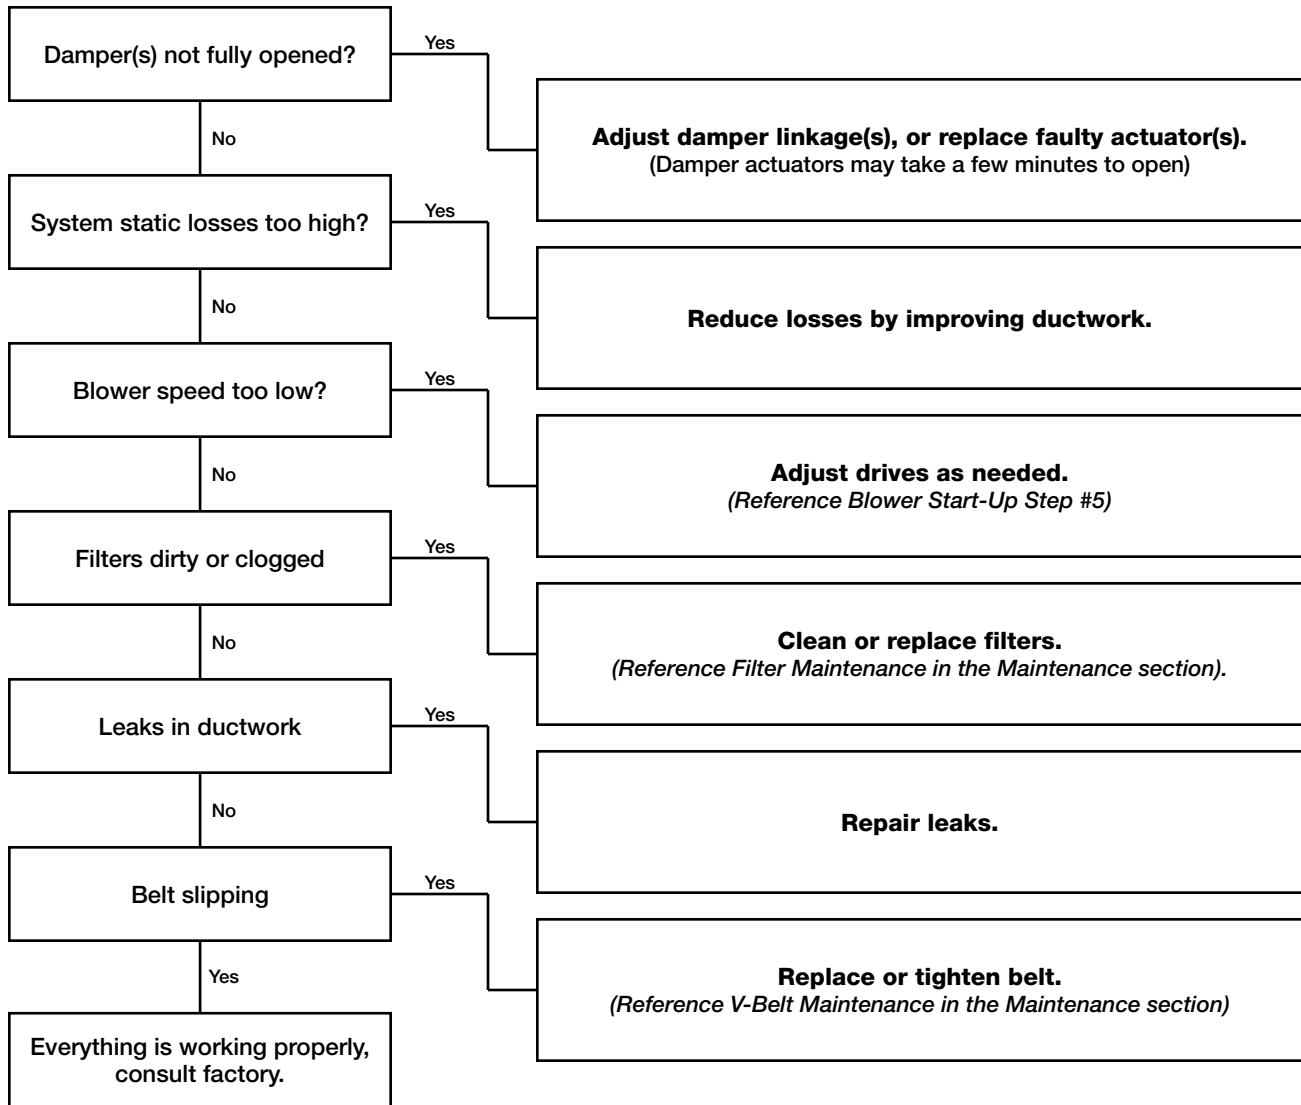 Damper(s) not fully opened?
Yes
Adjust damper linkage(s), or replace faulty actuator(s).
(Damper actuators may take a few minutes to open)
No
System static losses too high?
Yes
Reduce losses by improving ductwork.
No
Blower speed too low?
Yes
Adjust drives as needed.
(Reference Blower Start-Up Step #5)
No
Filters dirty or clogged
Yes
Clean or replace filters.
(Reference Filter Maintenance in the Maintenance section).
No
Leaks in ductwork
Yes
Repair leaks.
No
Belt slipping
Yes
Replace or tighten belt.
(Reference V-Belt Maintenance in the Maintenance section)
Yes
Everything is working properly,
consult factory.